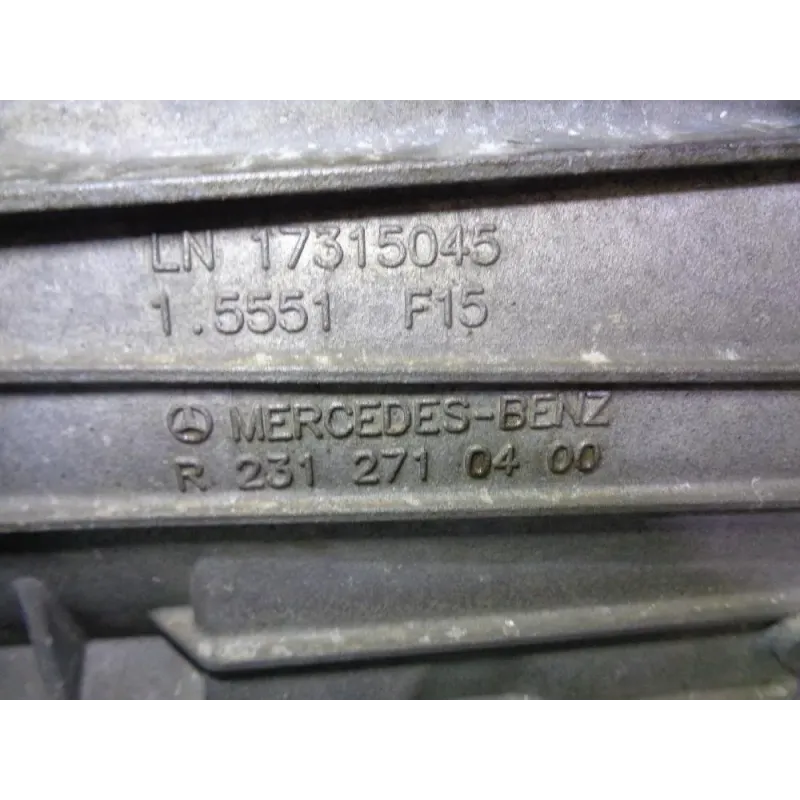 LN 17315045
1.5551 F15
MERCEDES-BENZ
R 231 271 04 00